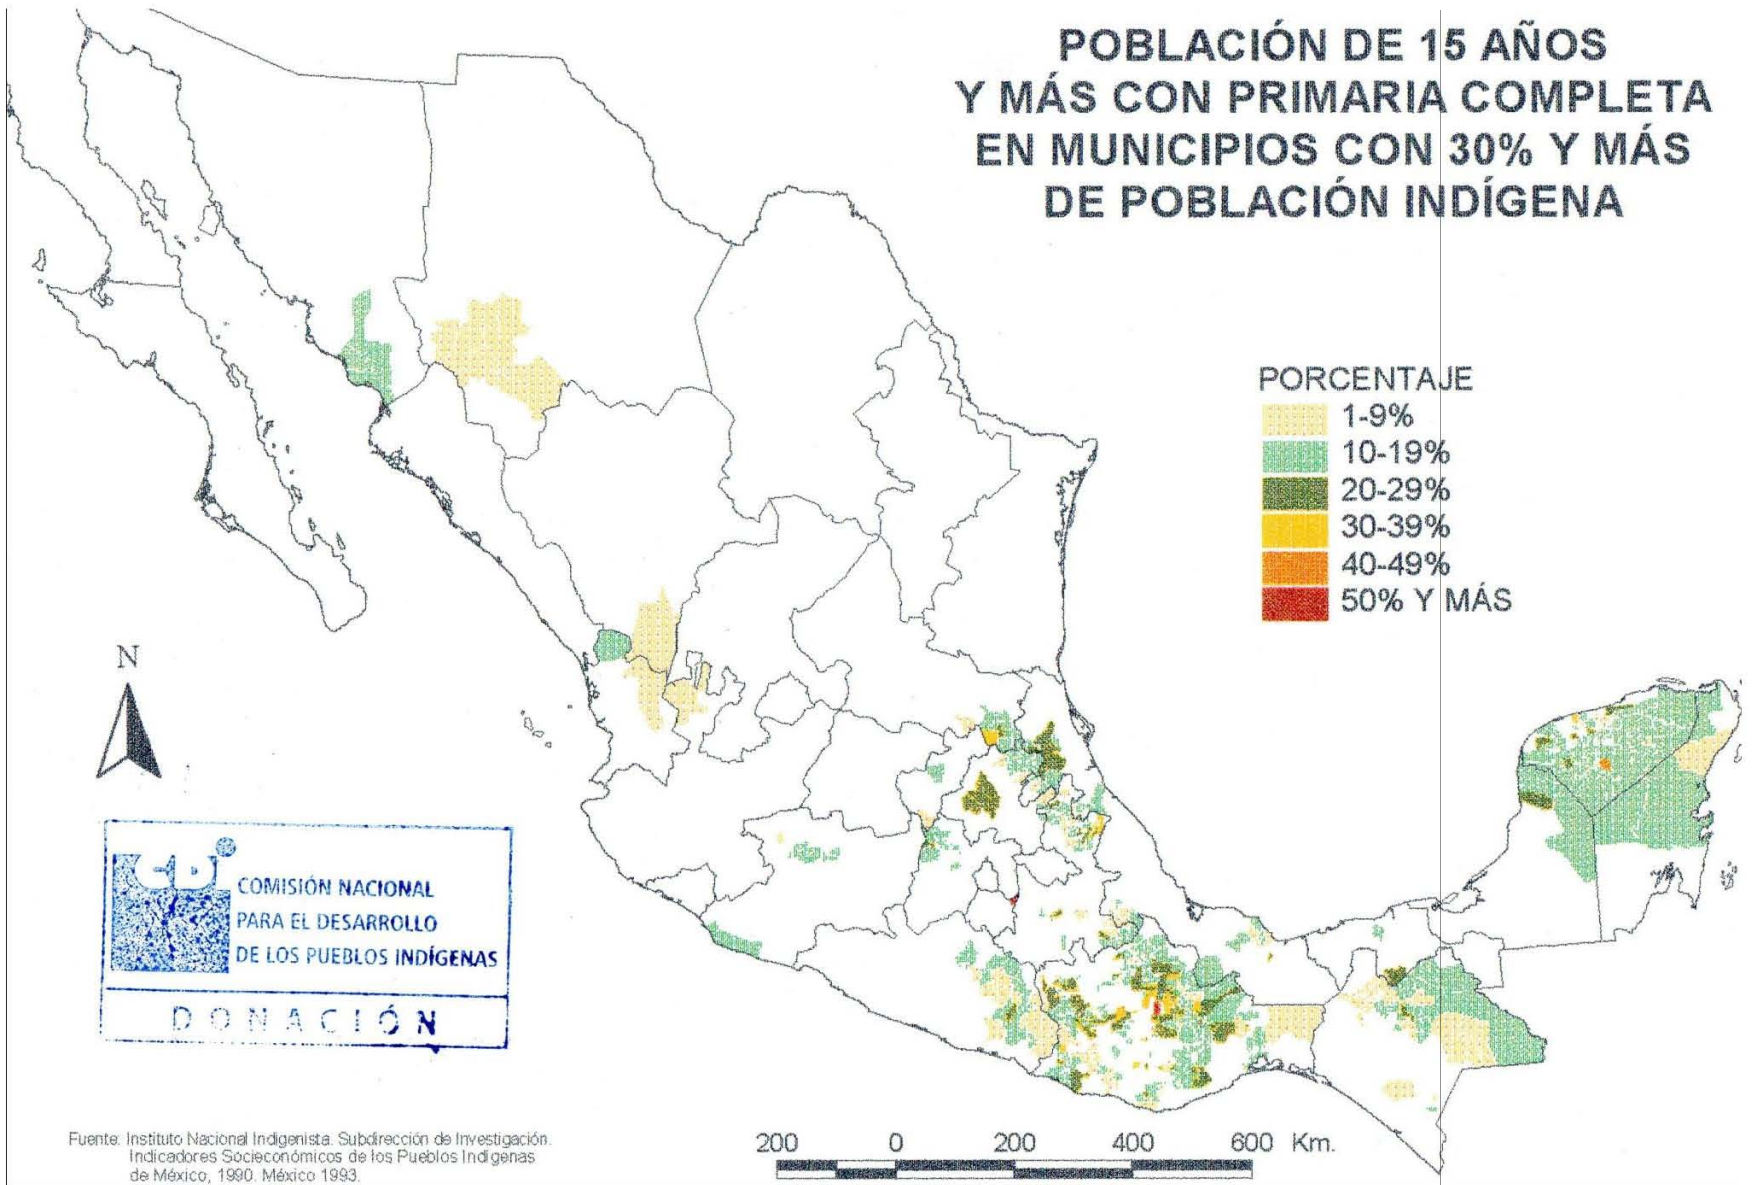 POBLACIÓN DE 15 AÑOS
Y MÁS CON PRIMARIA COMPLETA
EN MUNICIPIOS CON 30% Y MÁS
DE POBLACIÓN INDÍGENA
PORCENTAJE
1-9%
10-19%
20-29%
30-39%
40-49%
50% Y MÁS
N
CDI
COMISIÓN NACIONAL
PARA EL DESARROLLO
DE LOS PUEBLOS INDÍGENAS
DONACIÓN
Fuente: Instituto Nacional Indigenista. Subdirección de Investigación.
Indicadores Socieconómicos de los Pueblos Indígenas
de México, 1990. México 1993.
200 0 200 400 600 Km.